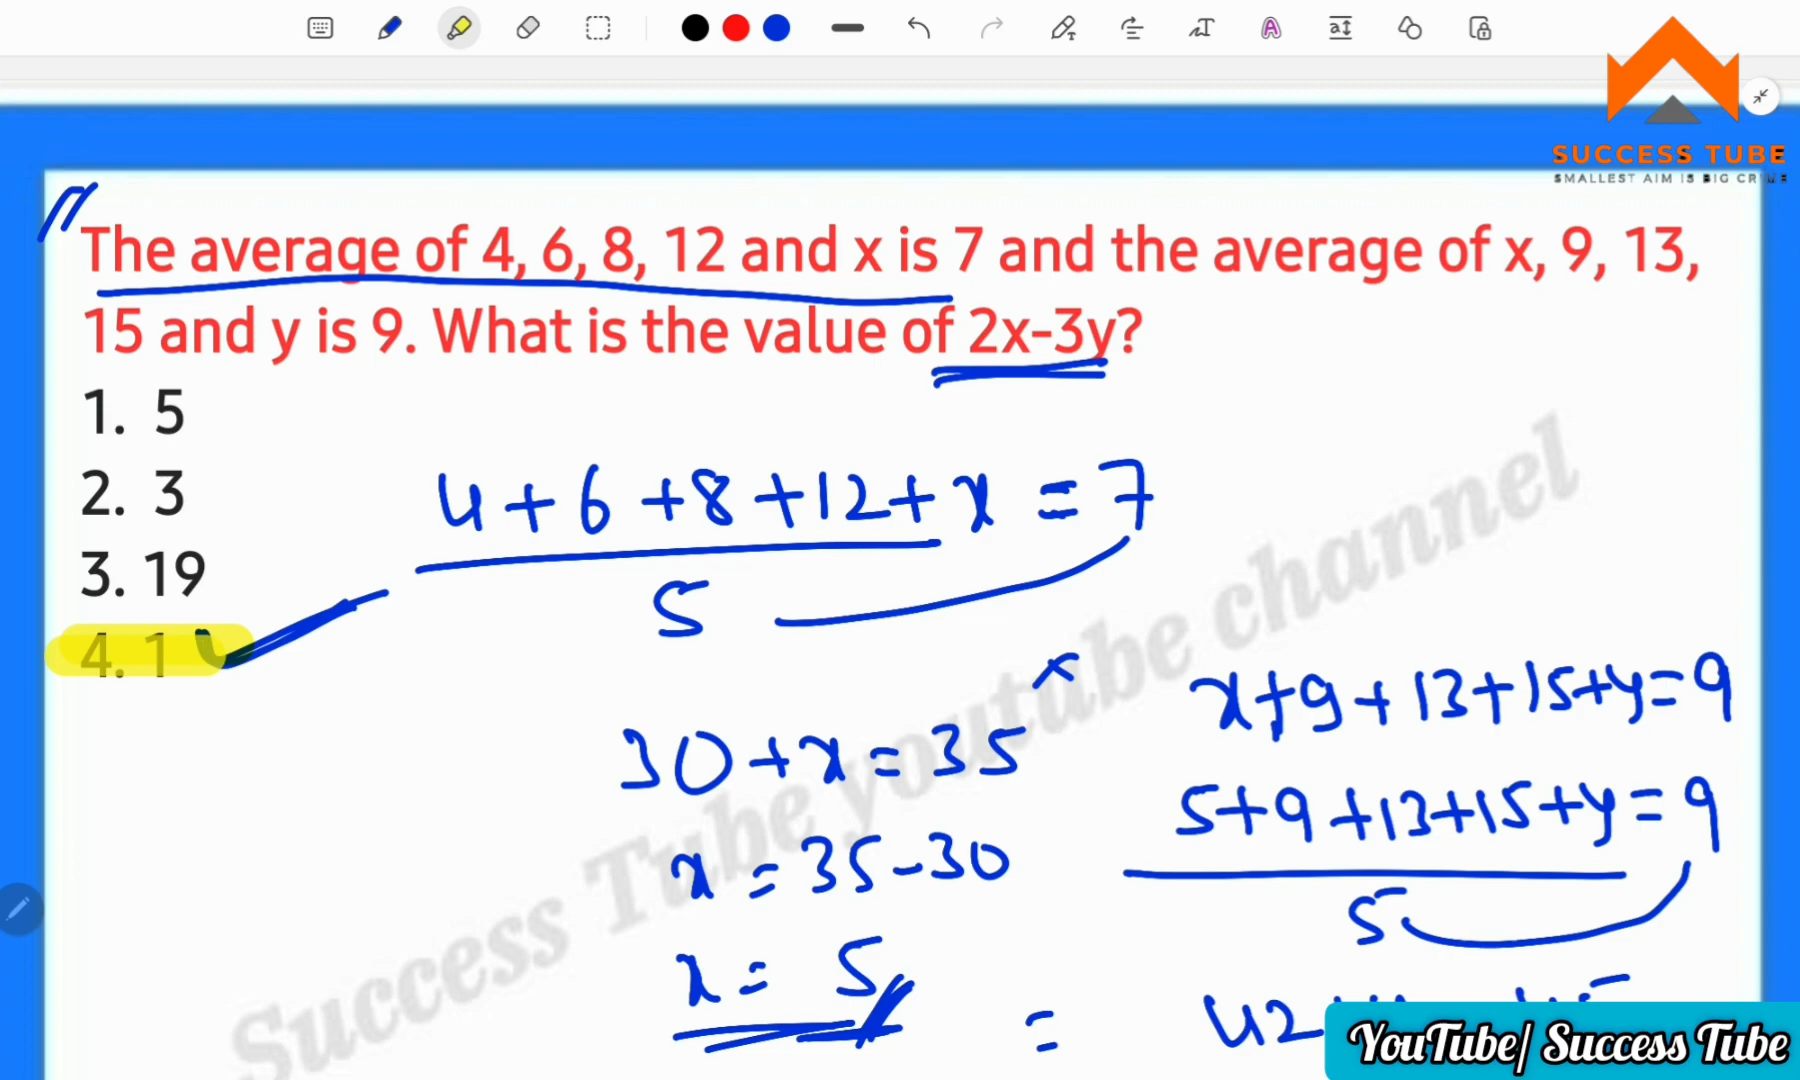 SUCCESS TUBE
SMALLEST AIM IS BIG CRIME
The average of 4, 6, 8, 12 and x is 7 and the average of x, 9, 13,
15 and y is 9. What is the value of 2x-3y?
1. 5
2. 3
3. 19
4. 1
4+6+8+12+x=7
5
30+x=35
x=35-30
x=5
x+9+13+15+y=9
5+9+13+15+y=9
5
= 42
Success Tube youtube channel
YouTube/ Success Tube